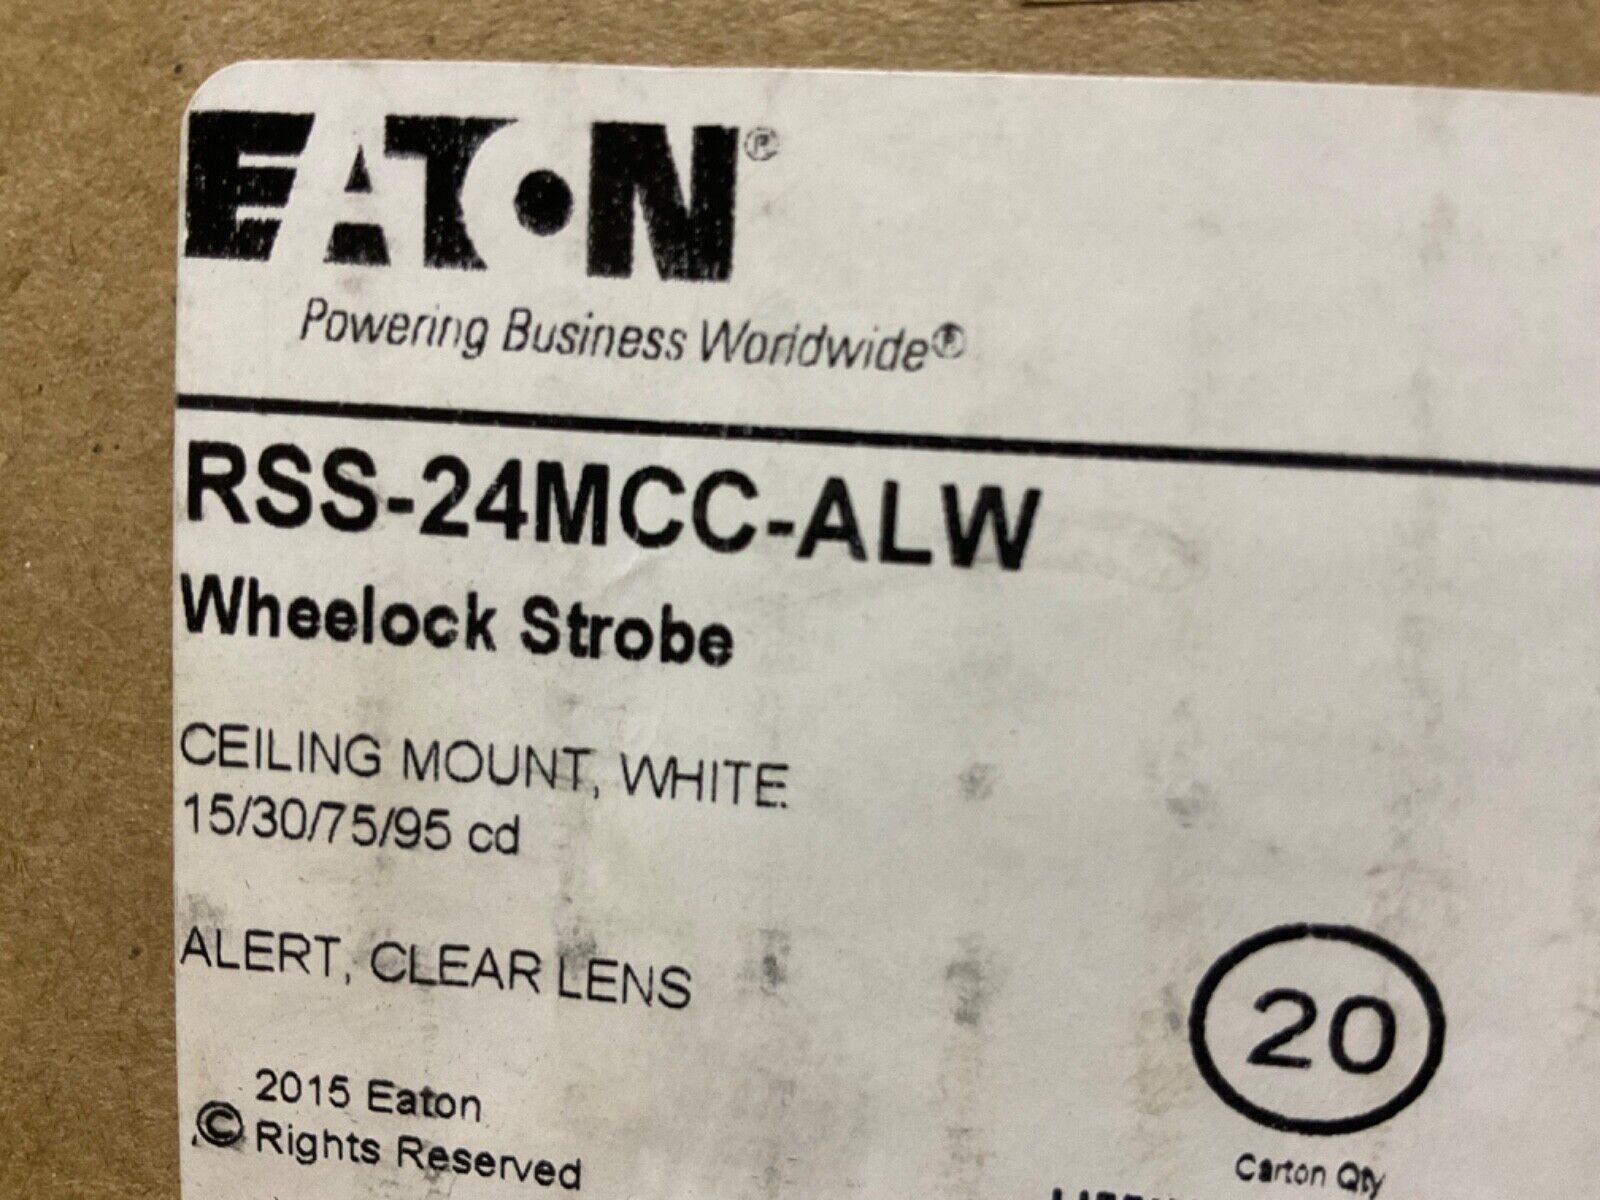 EATON®
Powering Business Worldwide®
RSS-24MCC-ALW
Wheelock Strobe
CEILING MOUNT, WHITE
15/30/75/95 cd
ALERT, CLEAR LENS
20
2015 Eaton
© Rights Reserved
Carton Qty